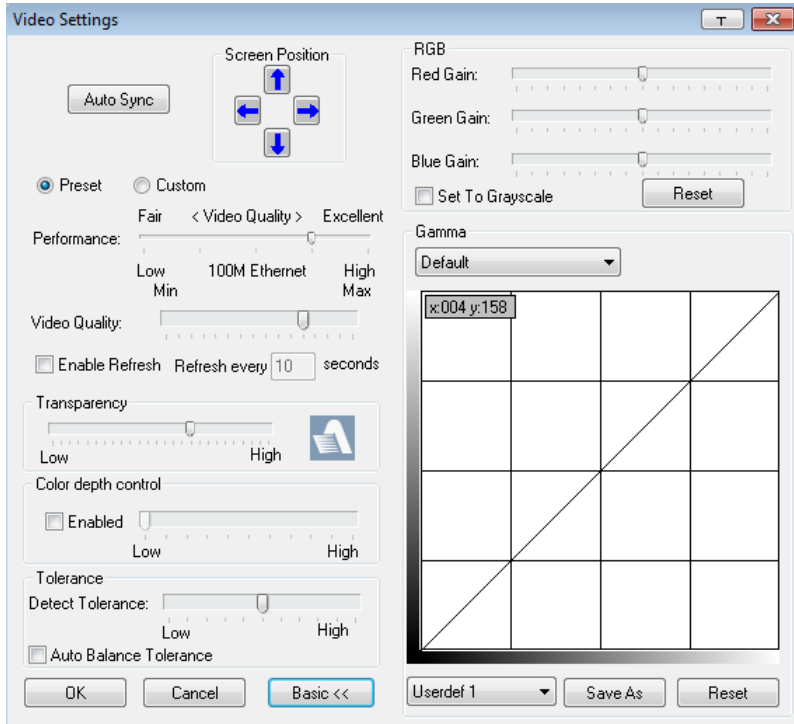 Video Settings
Screen Position
Auto Sync
Preset
Custom
Fair < Video Quality > Excellent
Performance:
Low 100M Ethernet High
Min Max
Video Quality:
Enable Refresh Refresh every 10 seconds
Transparency
Low High
Color depth control
Enabled
Low High
Tolerance
Detect Tolerance:
Low High
Auto Balance Tolerance
OK Cancel Basic <<
RGB
Red Gain:
Green Gain:
Blue Gain:
Set To Grayscale Reset
Gamma
Default
x:004 y:158
Userdef 1 Save As Reset